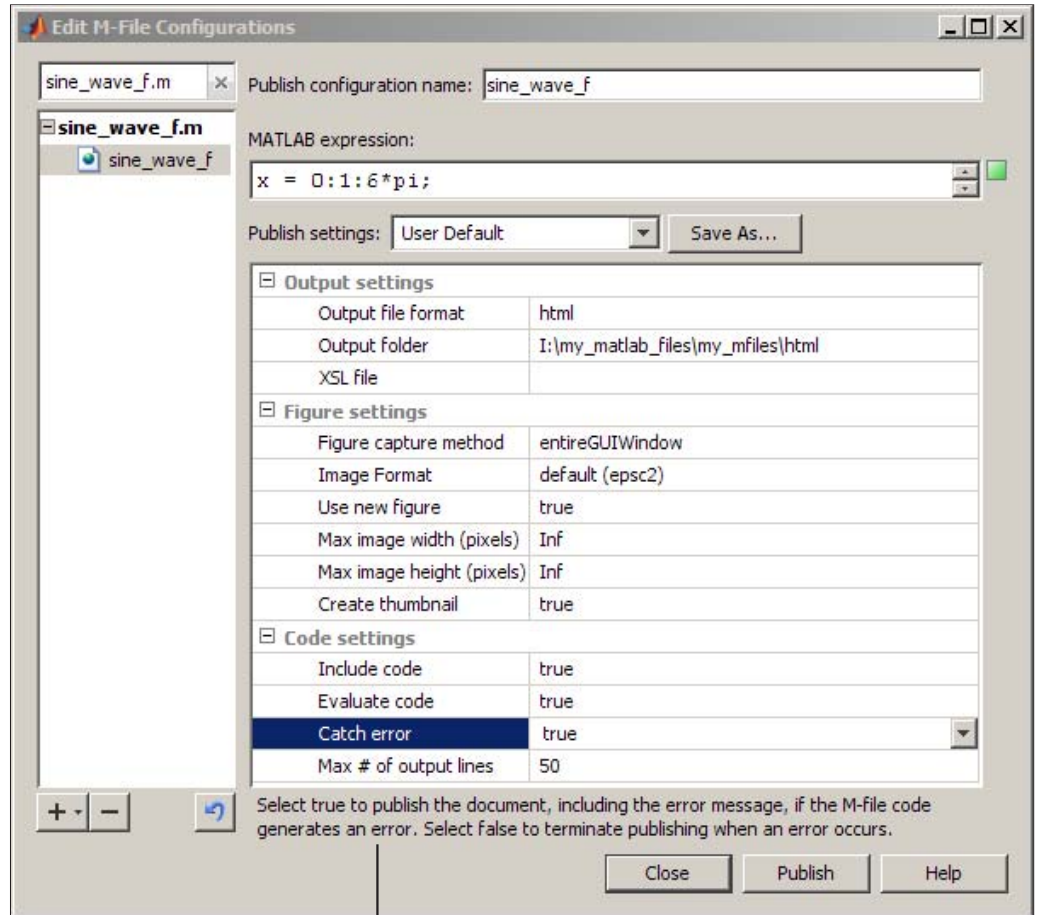 Edit M-File Configurations
sine_wave_f.m
Publish configuration name: sine_wave_f
sine_wave_f.m
sine_wave_f
MATLAB expression:
x = 0:1:6*pi;
Publish settings: User Default Save As...
Output settings
Output file format html
Output folder I:\my_matlab_files\my_mfiles\html
XSL file
Figure settings
Figure capture method entireGUIWindow
Image Format default (epsc2)
Use new figure true
Max image width (pixels) Inf
Max image height (pixels) Inf
Create thumbnail true
Code settings
Include code true
Evaluate code true
Catch error true
Max # of output lines 50
Select true to publish the document, including the error message, if the M-file code
generates an error. Select false to terminate publishing when an error occurs.
Close Publish Help